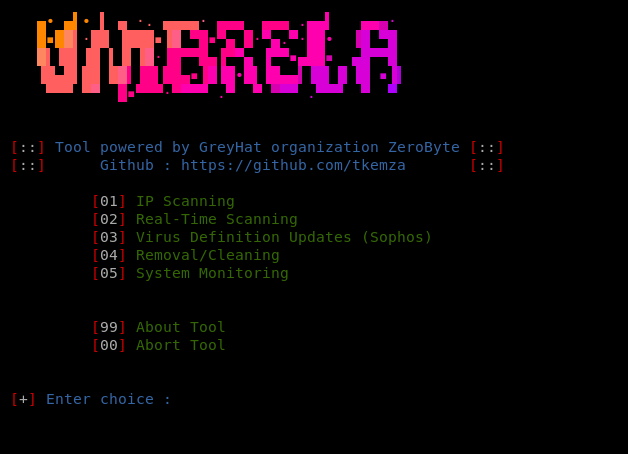 [::] Tool powered by GreyHat organization ZeroByte [::]
[::] Github : https://github.com/tkemza [::]
[01] IP Scanning
[02] Real-Time Scanning
[03] Virus Definition Updates (Sophos)
[04] Removal/Cleaning
[05] System Monitoring
[99] About Tool
[00] Abort Tool
[+] Enter choice :